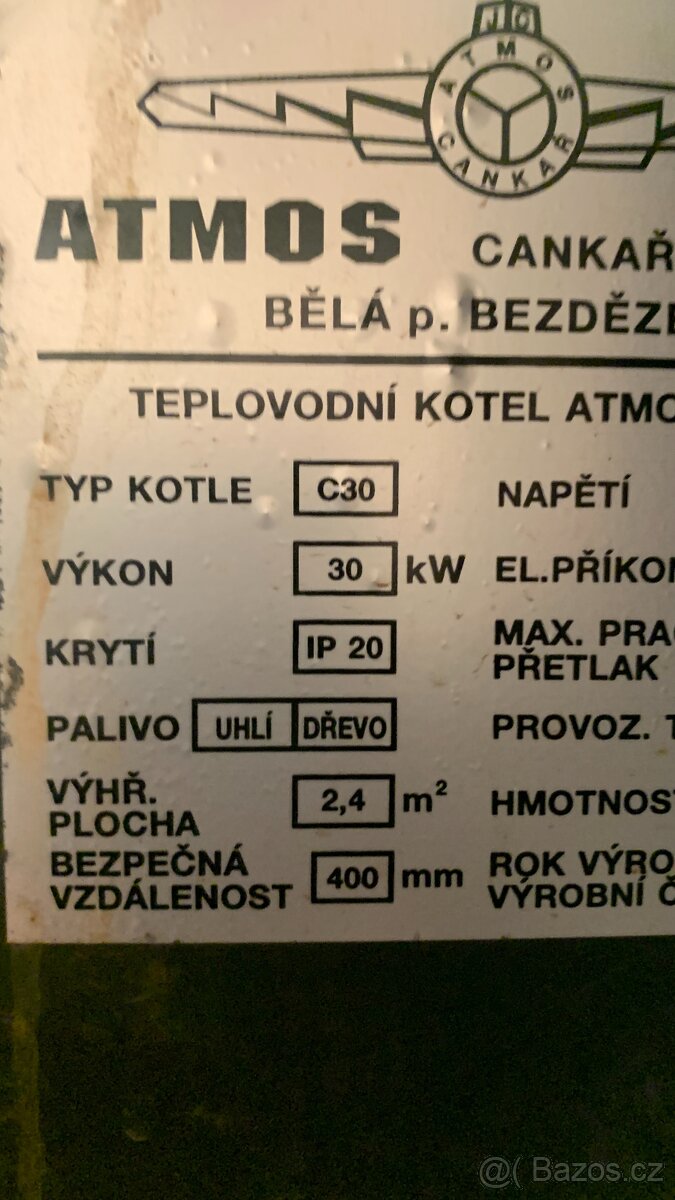 JC
ATMOS
CANKAŘ
ATMOS CANKAŘ
BĚLÁ p. BEZDĚZE
TEPLOVODNÍ KOTEL ATMO
TYP KOTLE C30 NAPĚTÍ
VÝKON 30 kW EL.PŘÍKON
KRYTÍ IP 20 MAX. PRAC
PŘETLAK
PALIVO UHLÍ DŘEVO PROVOZ. T
VÝHŘ.
PLOCHA 2,4 m² HMOTNOST
BEZPEČNÁ
VZDÁLENOST 400 mm ROK VÝRO
VÝROBNÍ Č
@( Bazos.cz